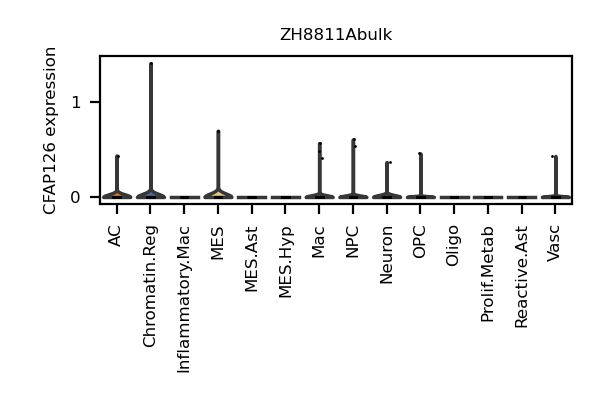 ZH8811Abulk
CFAP126 expression
1
0
AC
Chromatin.Reg
Inflammatory.Mac
MES
MES.Ast
MES.Hyp
Mac
NPC
Neuron
OPC
Oligo
Prolif.Metab
Reactive.Ast
Vasc